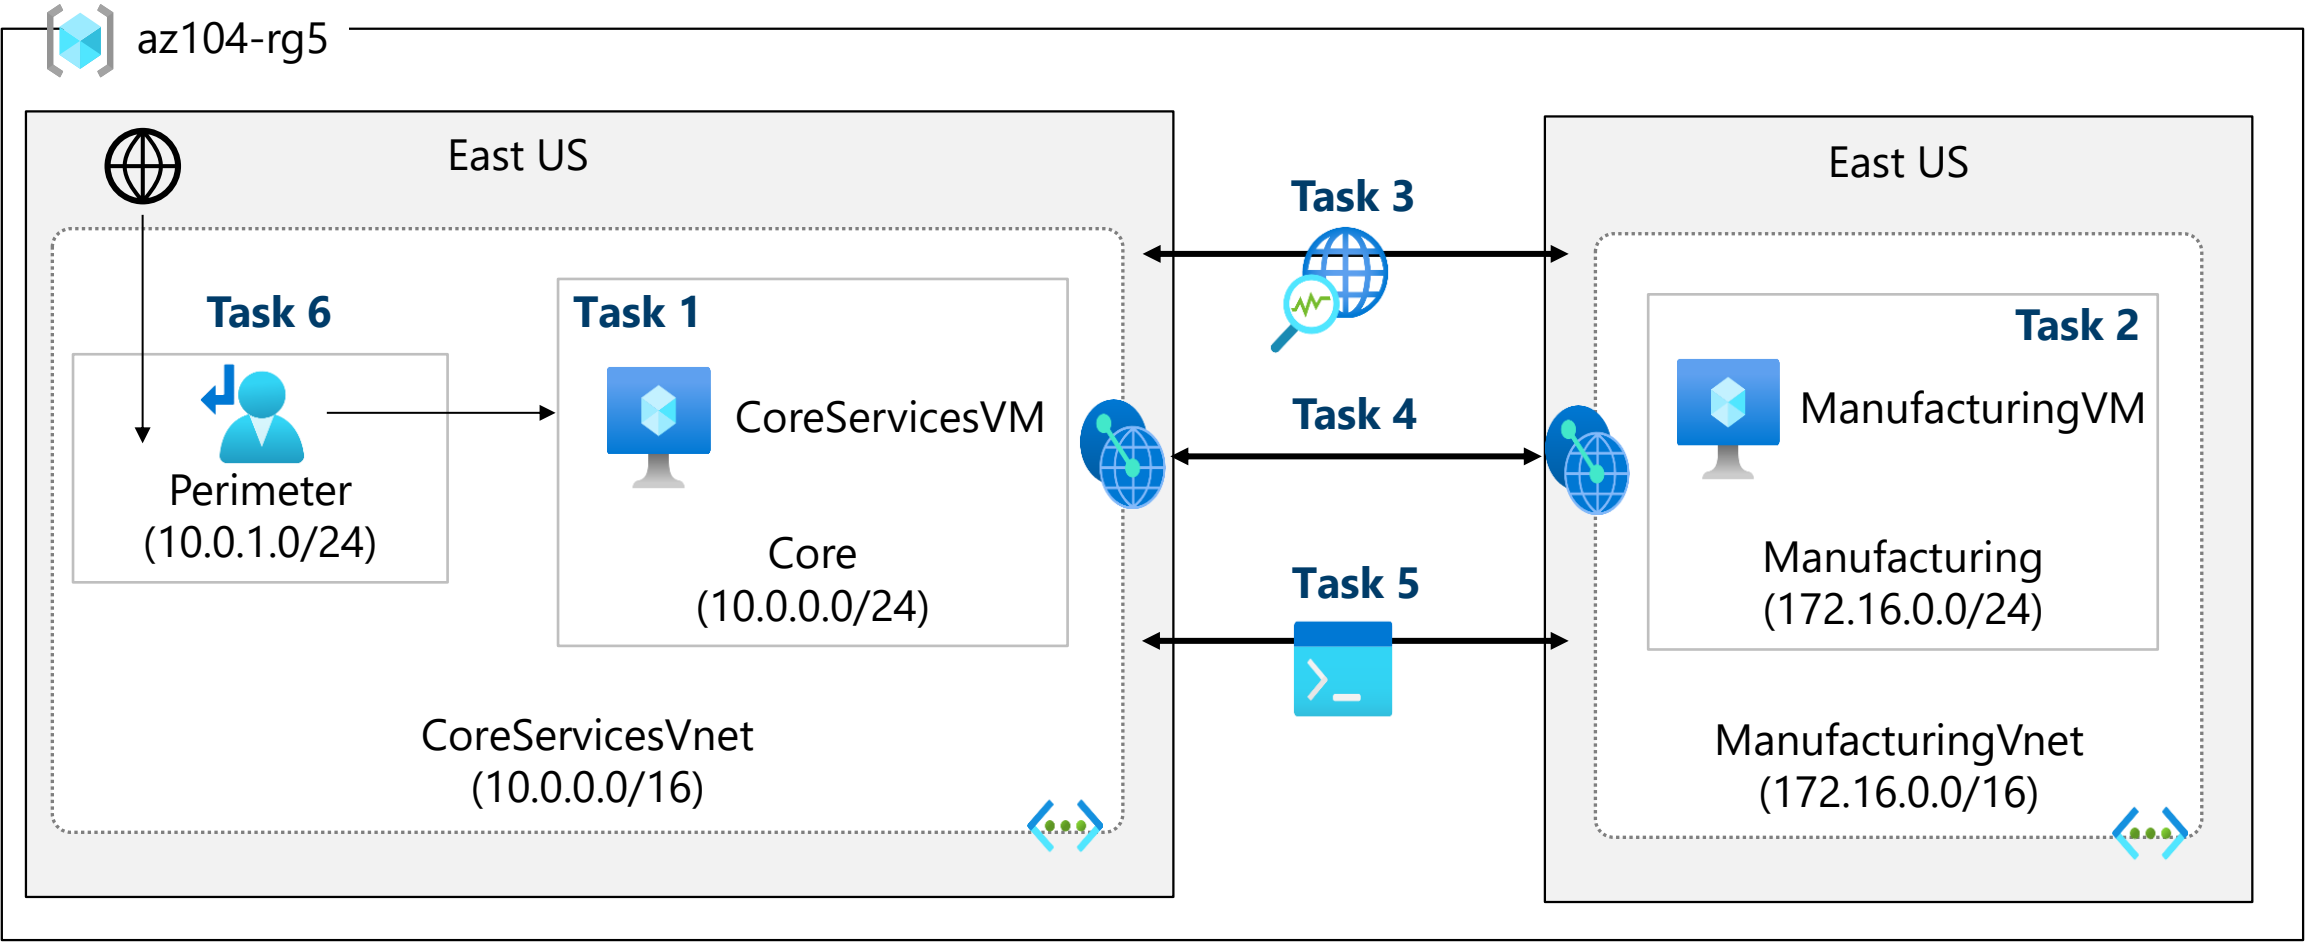 az104-rg5
East US
Task 6
Task 1
CoreServicesVM
Perimeter
(10.0.1.0/24)
Core
(10.0.0.0/24)
CoreServicesVnet
(10.0.0.0/16)
Task 3
Task 4
Task 5
East US
Task 2
ManufacturingVM
Manufacturing
(172.16.0.0/24)
ManufacturingVnet
(172.16.0.0/16)